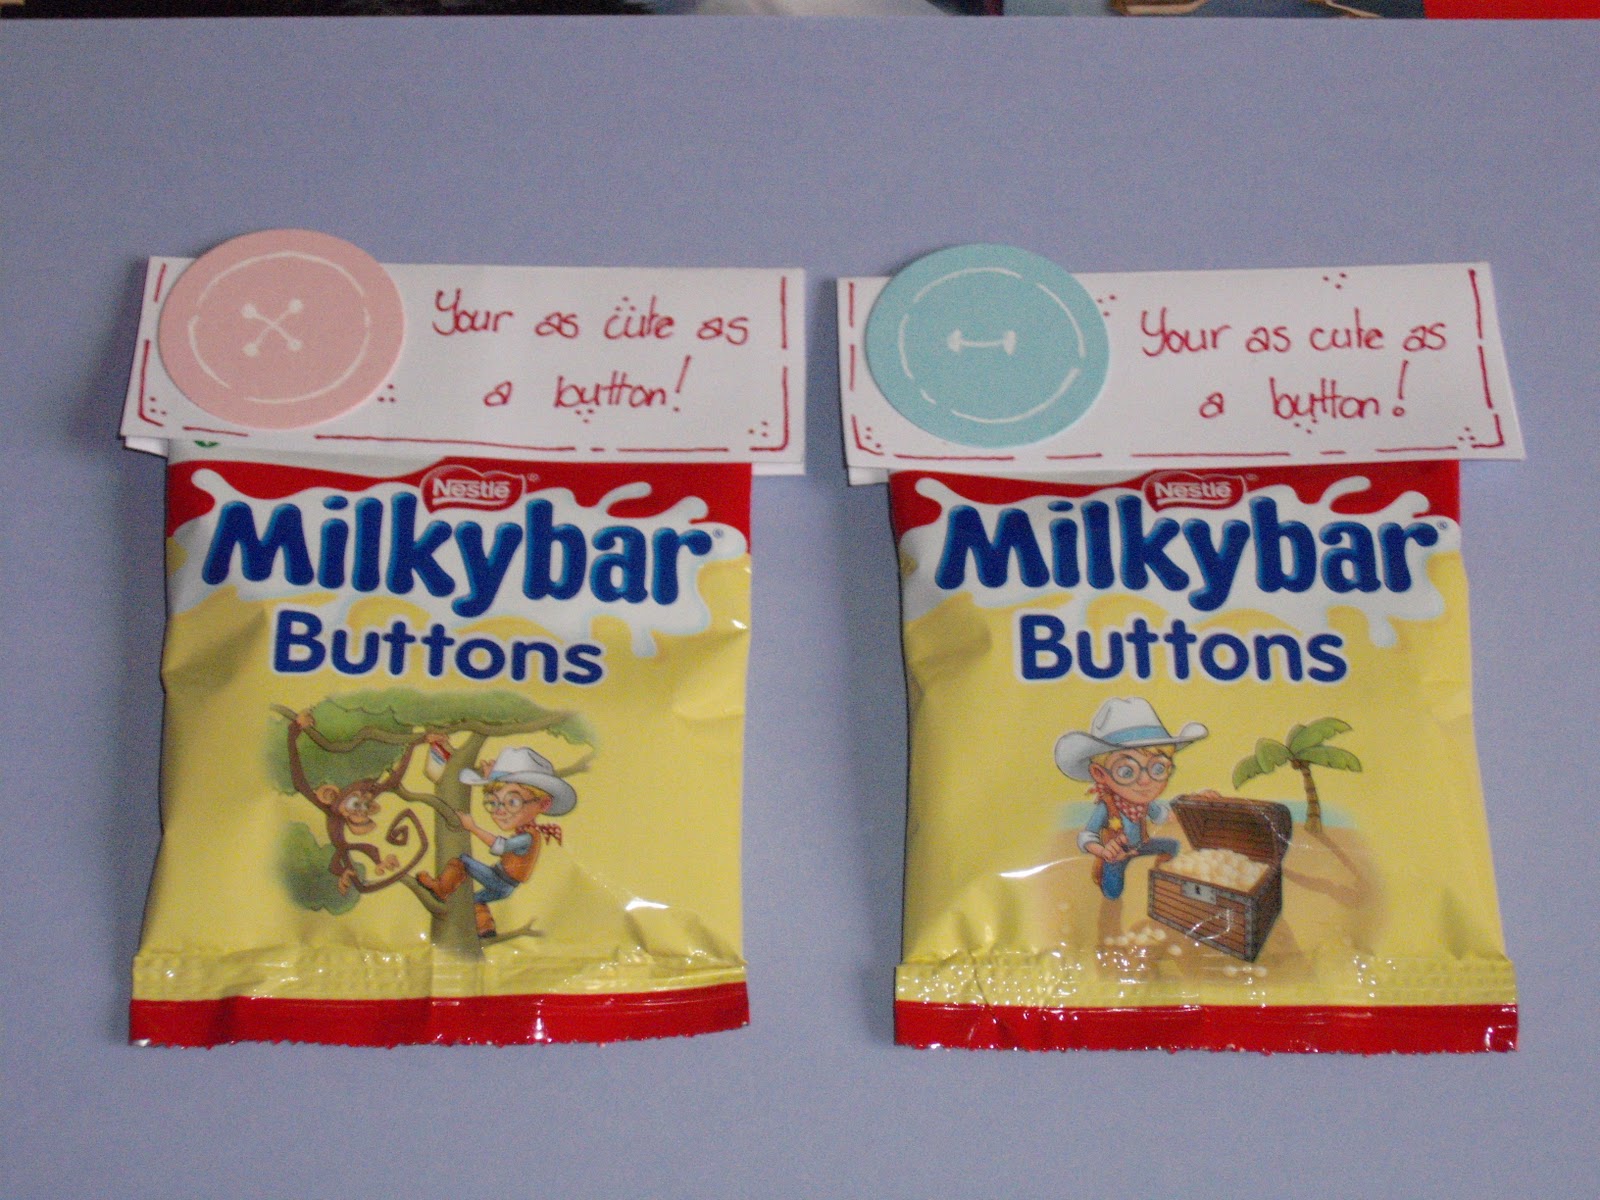 Your as cute as
a button!
Nestlé®
Milkybar®
Buttons
Your as cute as
a button!
Nestlé®
Milkybar®
Buttons